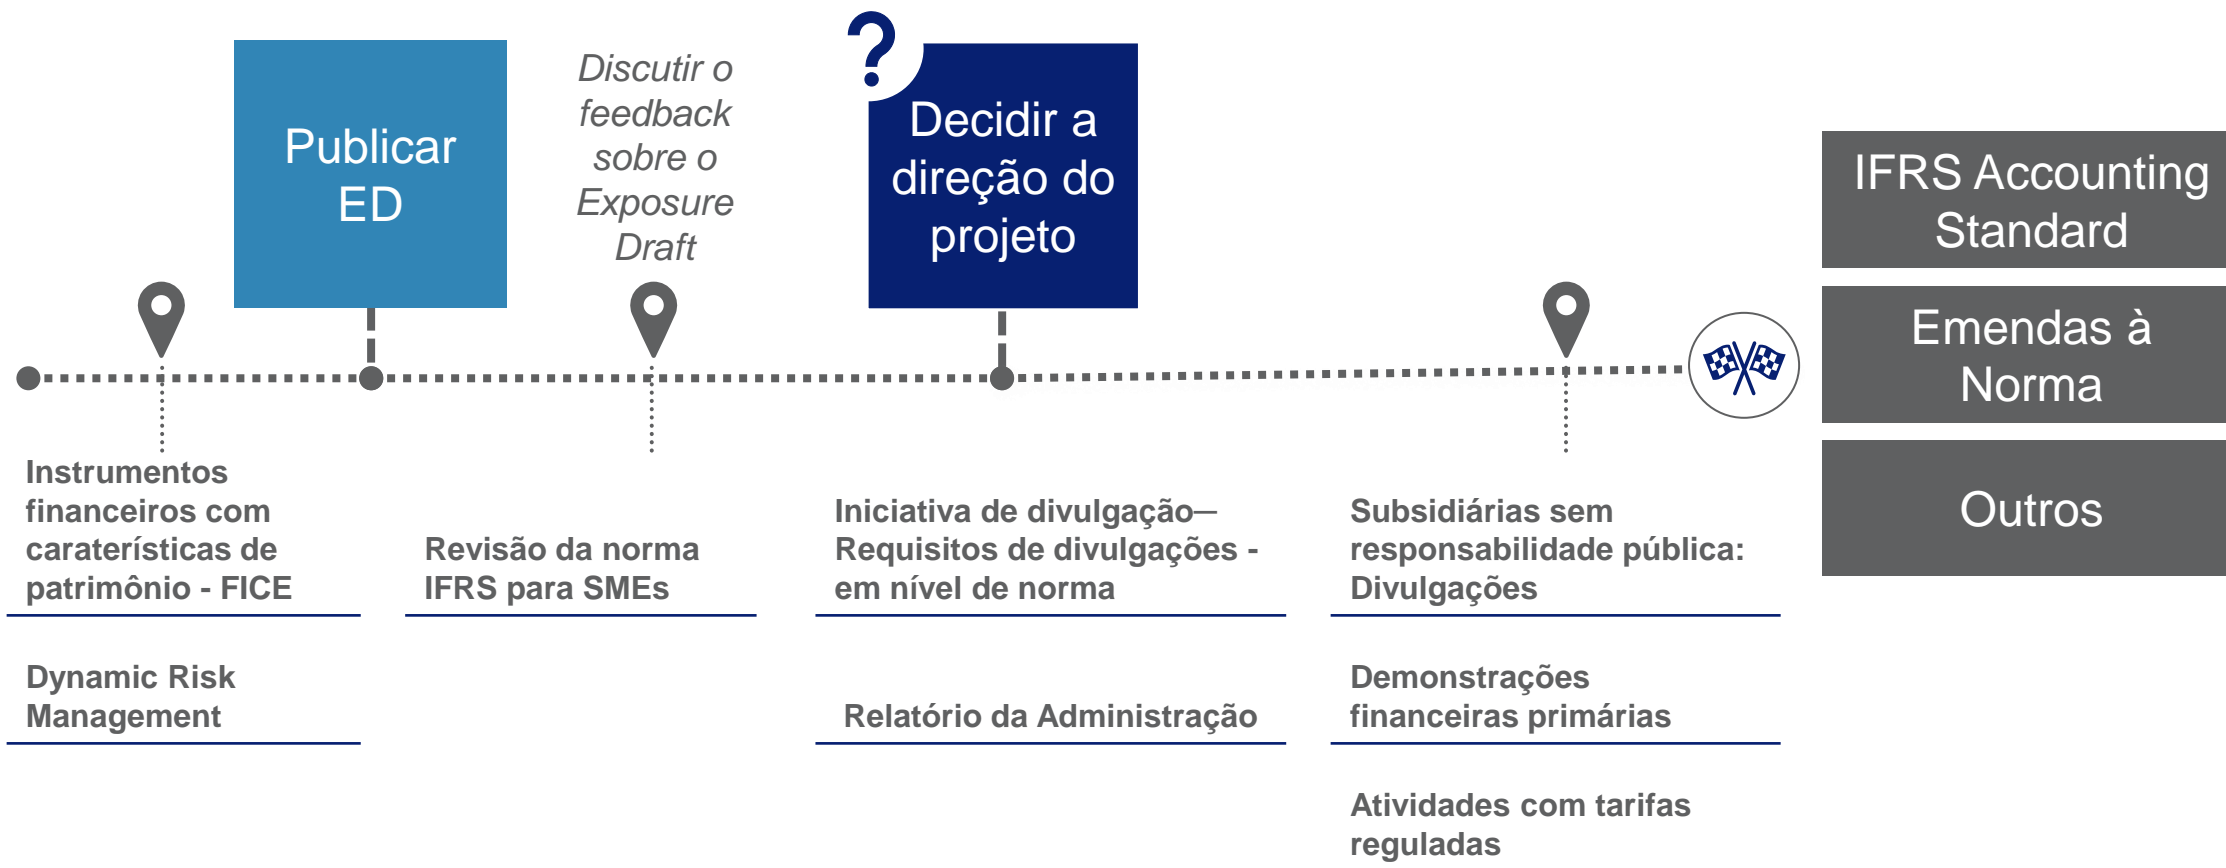 Publicar
ED
Discutir o
feedback
sobre o
Exposure
Draft
?
Decidir a
direção do
projeto
IFRS Accounting
Standard
Emendas à
Norma
Outros
Instrumentos
financeiros com
caraterísticas de
patrimônio - FICE
Dynamic Risk
Management
Revisão da norma
IFRS para SMEs
Iniciativa de divulgação─
Requisitos de divulgações -
em nível de norma
Relatório da Administração
Subsidiárias sem
responsabilidade pública:
Divulgações
Demonstrações
financeiras primárias
Atividades com tarifas
reguladas